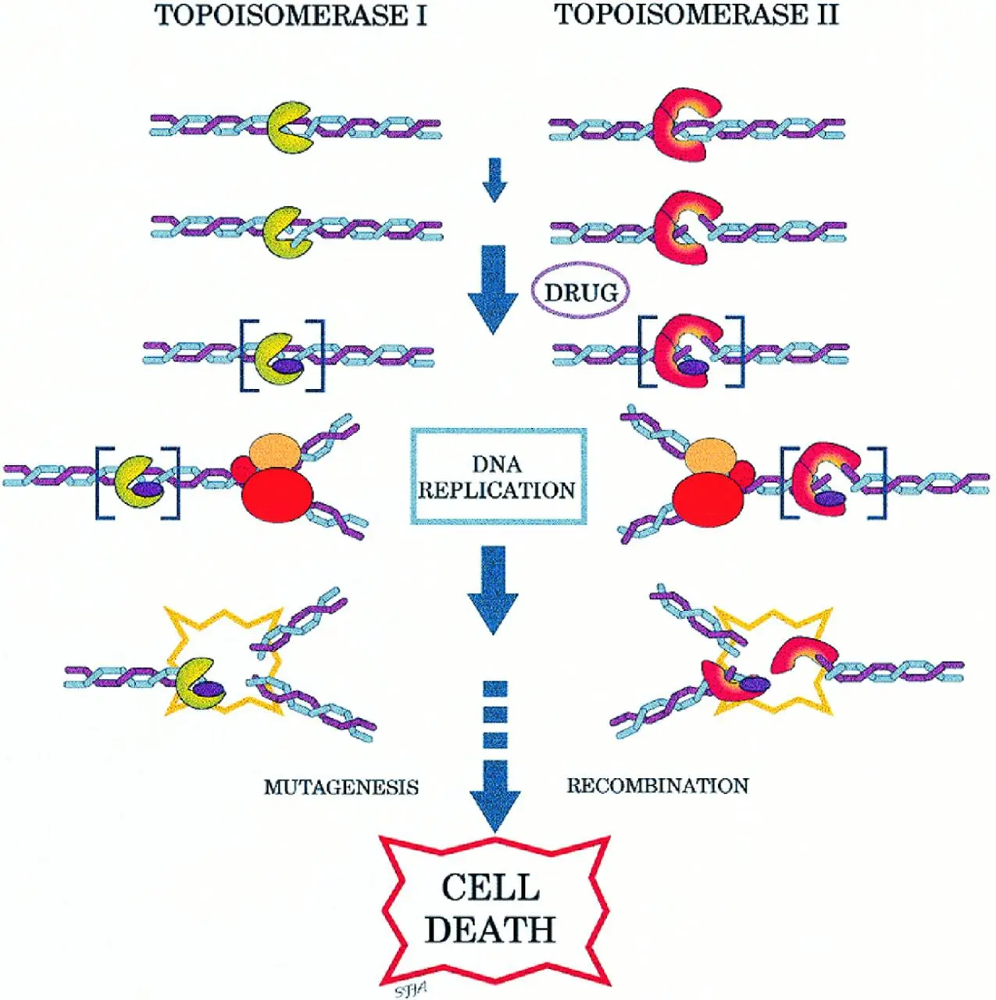 TOPOISOMERASE I
TOPOISOMERASE II
DRUG
DNA
REPLICATION
MUTAGENESIS
RECOMBINATION
CELL
DEATH